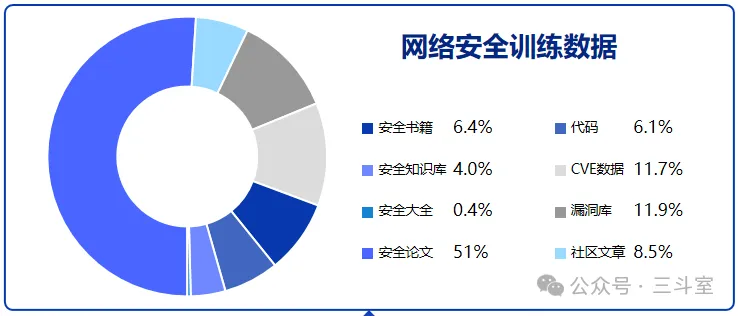 网络安全训练数据
安全书籍 6.4% 代码 6.1%
安全知识库 4.0% CVE数据 11.7%
安全大全 0.4% 漏洞库 11.9%
安全论文 51% 社区文章 8.5%
公众号·三斗室